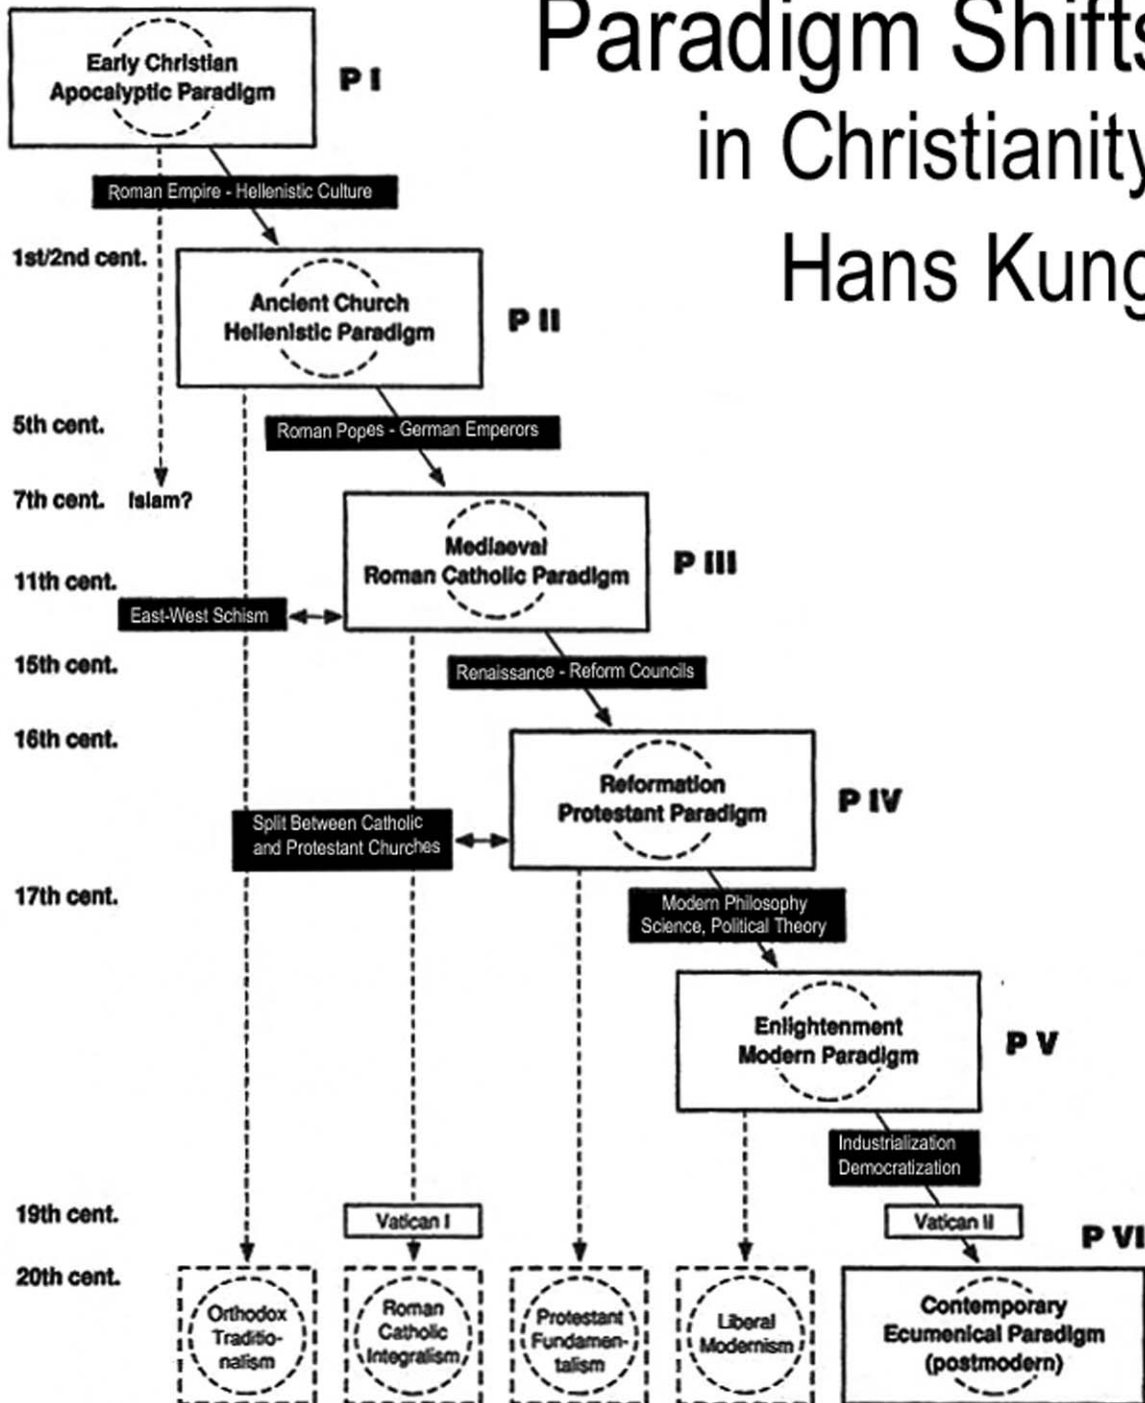 Paradigm Shifts
in Christianity
Hans Kung
Early Christian
Apocalyptic Paradigm
P I
Roman Empire - Hellenistic Culture
1st/2nd cent.
Ancient Church
Hellenistic Paradigm
P II
5th cent.
Roman Popes - German Emperors
7th cent.
Islam?
Mediaeval
Roman Catholic Paradigm
P III
11th cent.
East-West Schism
15th cent.
Renaissance - Reform Councils
16th cent.
Reformation
Protestant Paradigm
P IV
Split Between Catholic
and Protestant Churches
17th cent.
Modern Philosophy
Science, Political Theory
Enlightenment
Modern Paradigm
P V
Industrialization
Democratization
19th cent.
Vatican I
Vatican II
P VI
20th cent.
Orthodox
Traditio-
nalism
Roman
Catholic
Integralism
Protestant
Fundamen-
talism
Liberal
Modernism
Contemporary
Ecumenical Paradigm
(postmodern)